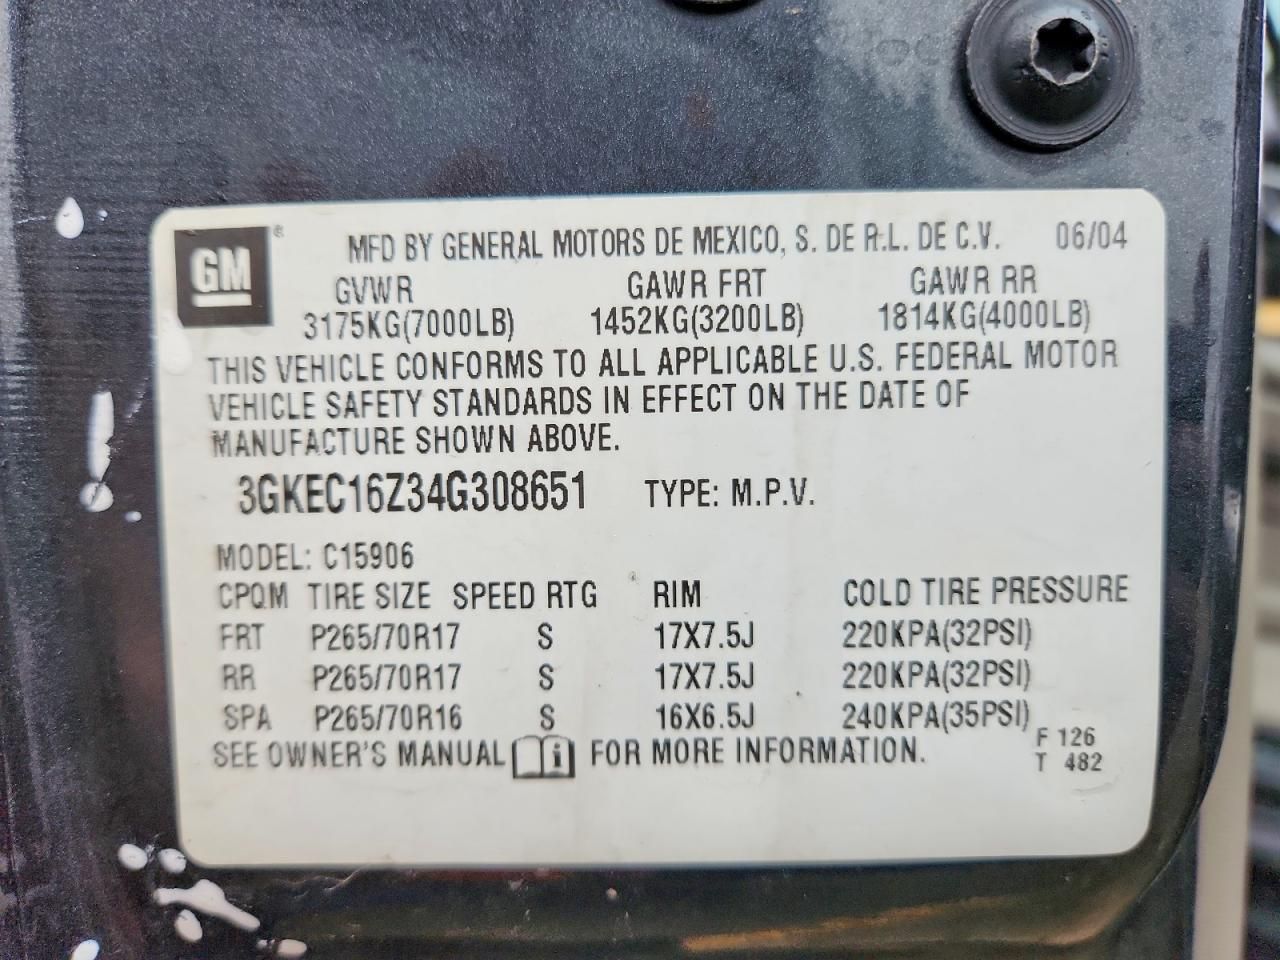 GM ® MFD BY GENERAL MOTORS DE MEXICO, S. DE R.L. DE C.V. 06/04
GVWR GAWR FRT GAWR RR
3175KG(7000LB) 1452KG(3200LB) 1814KG(4000LB)
THIS VEHICLE CONFORMS TO ALL APPLICABLE U.S. FEDERAL MOTOR
VEHICLE SAFETY STANDARDS IN EFFECT ON THE DATE OF
MANUFACTURE SHOWN ABOVE.
3GKEC16Z34G308651 TYPE: M.P.V.
MODEL: C15906
CPQM TIRE SIZE SPEED RTG RIM COLD TIRE PRESSURE
FRT P265/70R17 S 17X7.5J 220KPA(32PSI)
RR P265/70R17 S 17X7.5J 220KPA(32PSI)
SPA P265/70R16 S 16X6.5J 240KPA(35PSI)
SEE OWNER'S MANUAL i FOR MORE INFORMATION.
F 126
T 482